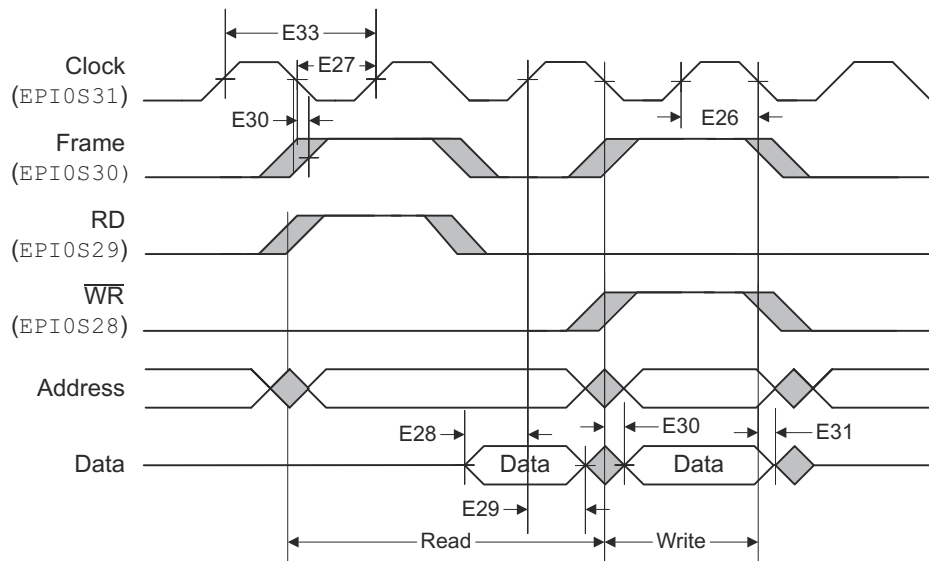 E33
Clock
E27
(EPI0S31)
E30
E26
Frame
(EPI0S30)
RD
(EPI0S29)
WR
(EPI0S28)
Address
E28
E30
E31
Data
Data
Data
E29
Read
Write